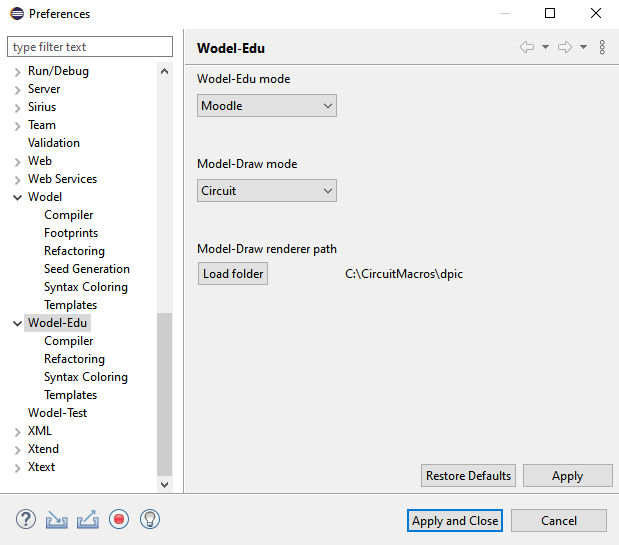 Preferences
type filter text
Run/Debug
Server
Sirius
Team
Validation
Web
Web Services
Wodel
Compiler
Footprints
Refactoring
Seed Generation
Syntax Coloring
Templates
Wodel-Edu
Compiler
Refactoring
Syntax Coloring
Templates
Wodel-Test
XML
Xtend
Xtext
Wodel-Edu
Wodel-Edu mode
Moodle
Model-Draw mode
Circuit
Model-Draw renderer path
Load folder C:\CircuitMacros\dpic
Restore Defaults Apply
? Apply and Close Cancel